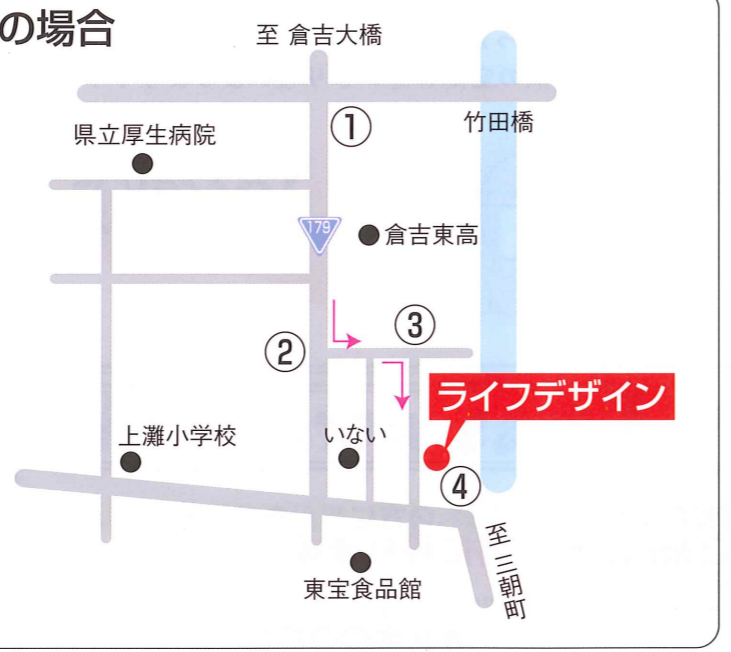 の場合
至 倉吉大橋
①
竹田橋
県立厚生病院
179
倉吉東高
③
②
ライフデザイン
上灘小学校
いない
④
至 三朝町
東宝食品館